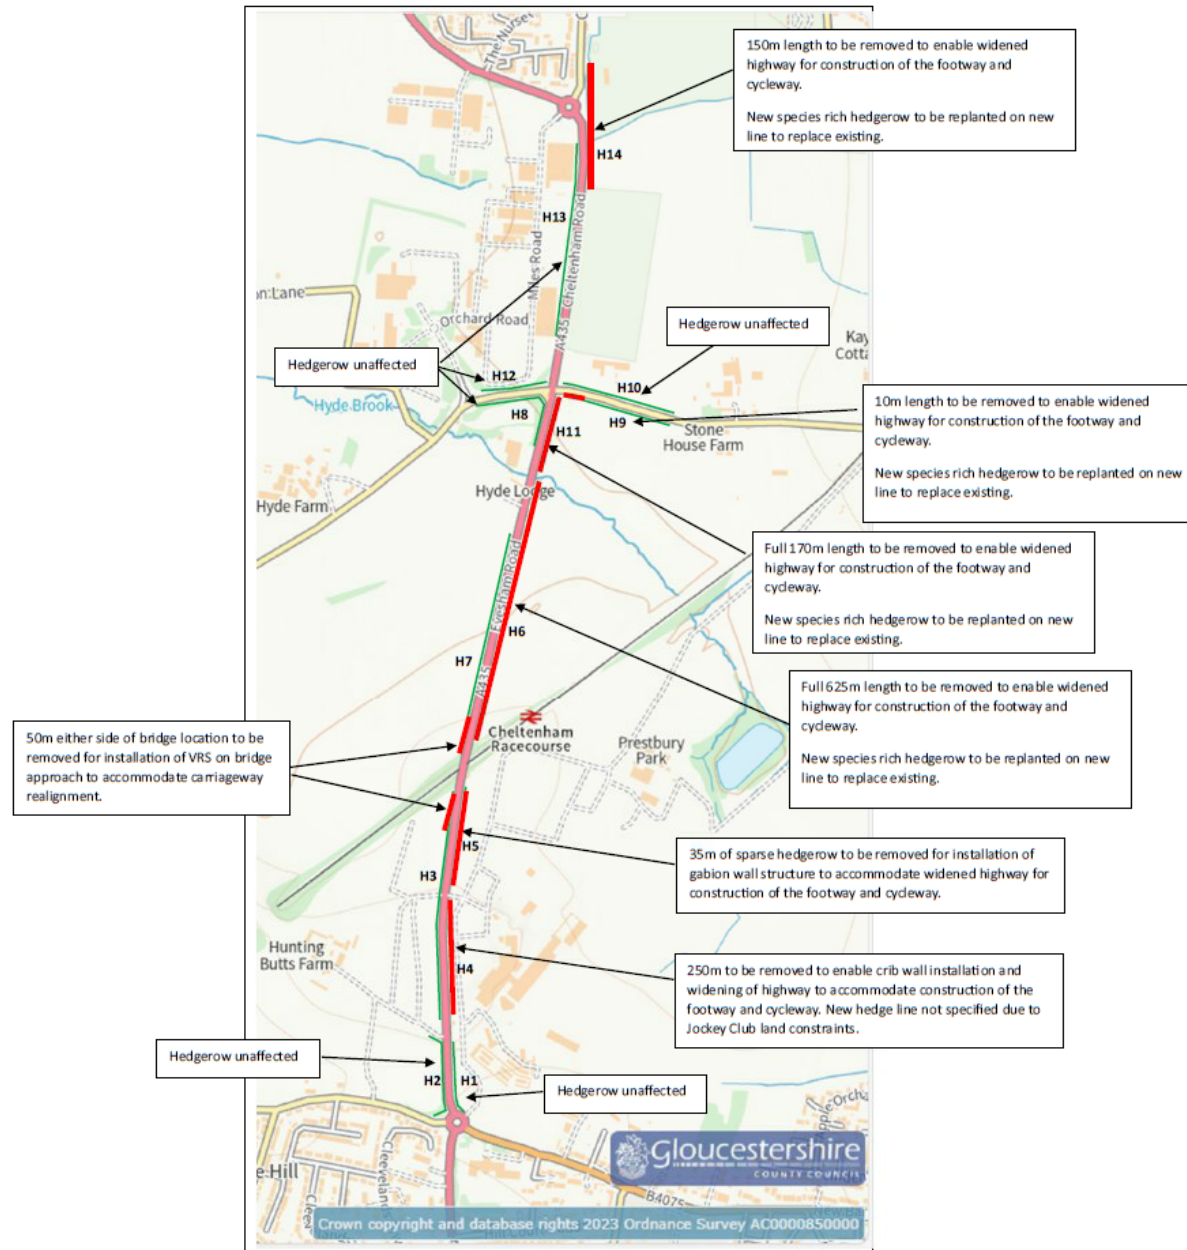 The Nurser
C
150m length to be removed to enable widened
highway for construction of the footway and
cycleway.
New species rich hedgerow to be replanted on new
line to replace existing.
H14
H13
Miles Road
Cheltenham Road
A435
on Lane
Orchard Road
Hedgerow unaffected
Kay
Cotta
Hedgerow unaffected
H12
H10
Hyde Brook
H8
H11
H9
Stone
House Farm
10m length to be removed to enable widened
highway for construction of the footway and
cycleway.
New species rich hedgerow to be replanted on new
line to replace existing.
Hyde Lodge
Hyde Farm
Full 170m length to be removed to enable widened
highway for construction of the footway and
cycleway.
New species rich hedgerow to be replanted on new
line to replace existing.
Evesham Road
H6
H7
A435
Full 625m length to be removed to enable widened
highway for construction of the footway and
cycleway.
New species rich hedgerow to be replanted on new
line to replace existing.
Cheltenham
Racecourse
Prestbury
Park
50m either side of bridge location to be
removed for installation of VRS on bridge
approach to accommodate carriageway
realignment.
H5
H3
35m of sparse hedgerow to be removed for installation of
gabion wall structure to accommodate widened highway for
construction of the footway and cycleway.
Hunting
Butts Farm
H4
250m to be removed to enable crib wall installation and
widening of highway to accommodate construction of the
footway and cycleway. New hedge line not specified due to
Jockey Club land constraints.
Hedgerow unaffected
H2
H1
Hedgerow unaffected
Apple Orcha
e Hill
Cleevelan
Gloucestershire
COUNTY COUNCIL
B4075
Crown copyright and database rights 2023 Ordnance Survey AC0000850000